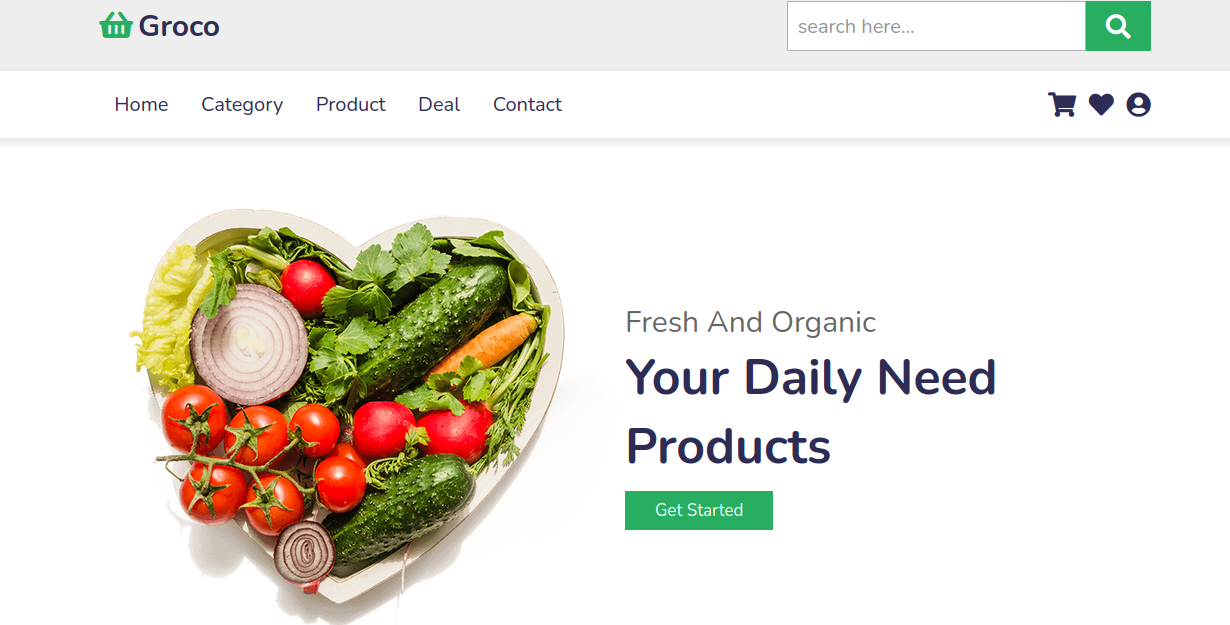 Groco
search here...
Home Category Product Deal Contact
Fresh And Organic
Your Daily Need
Products
Get Started